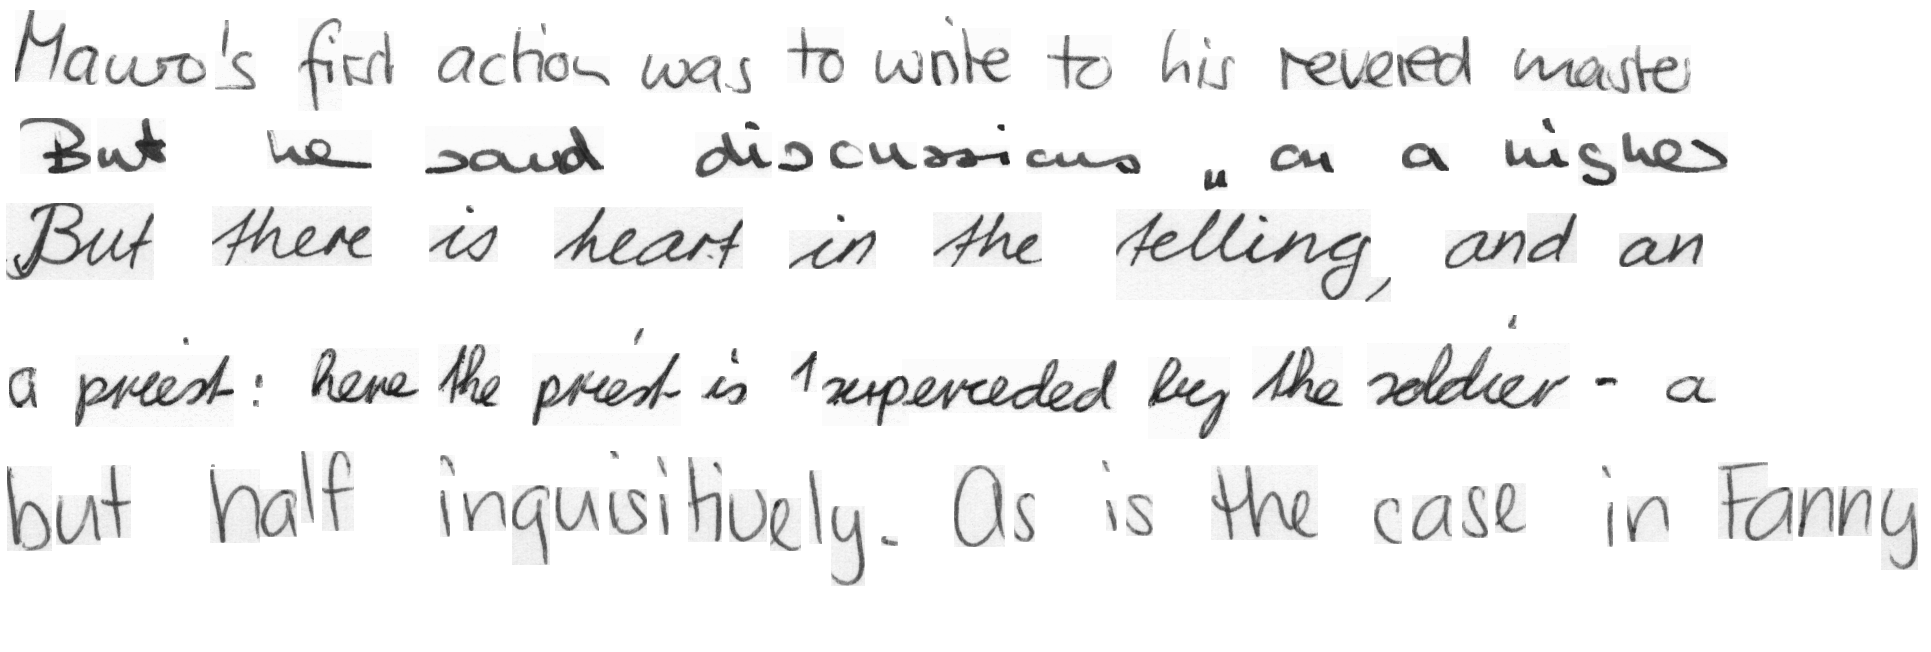 Mauro's first action was to write to his revered master
But he said discussions " on a higher
But there is heart in the telling, and an
a priest: here the priest is 'superceded by the soldier - a
but half inquisitively. As is the case in Fanny